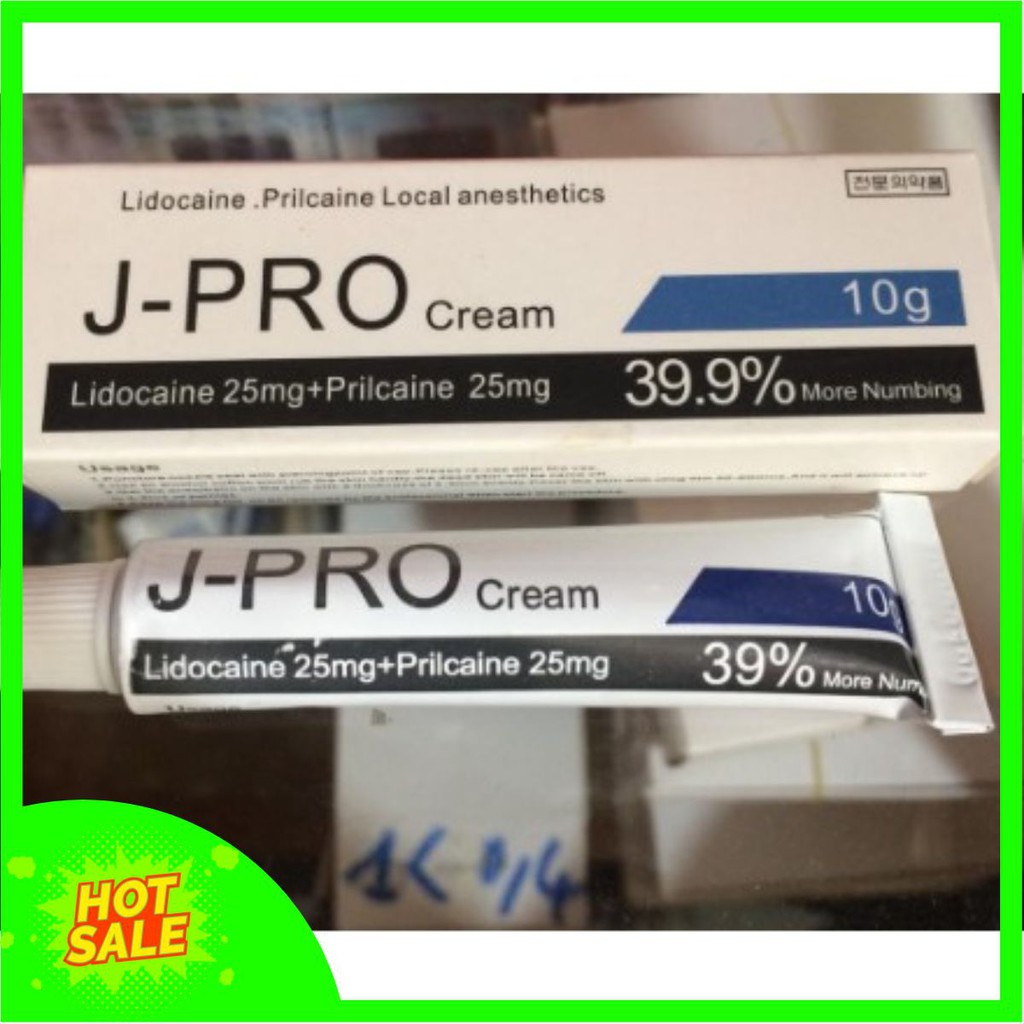 Lidocaine .Prilcaine Local anesthetics
전문의약품
J-PRO Cream
10g
Lidocaine 25mg+Prilcaine 25mg
39.9% More Numbing
Usage
J-PRO Cream
10g
Lidocaine 25mg+Prilcaine 25mg
39% More Num
HOT
SALE